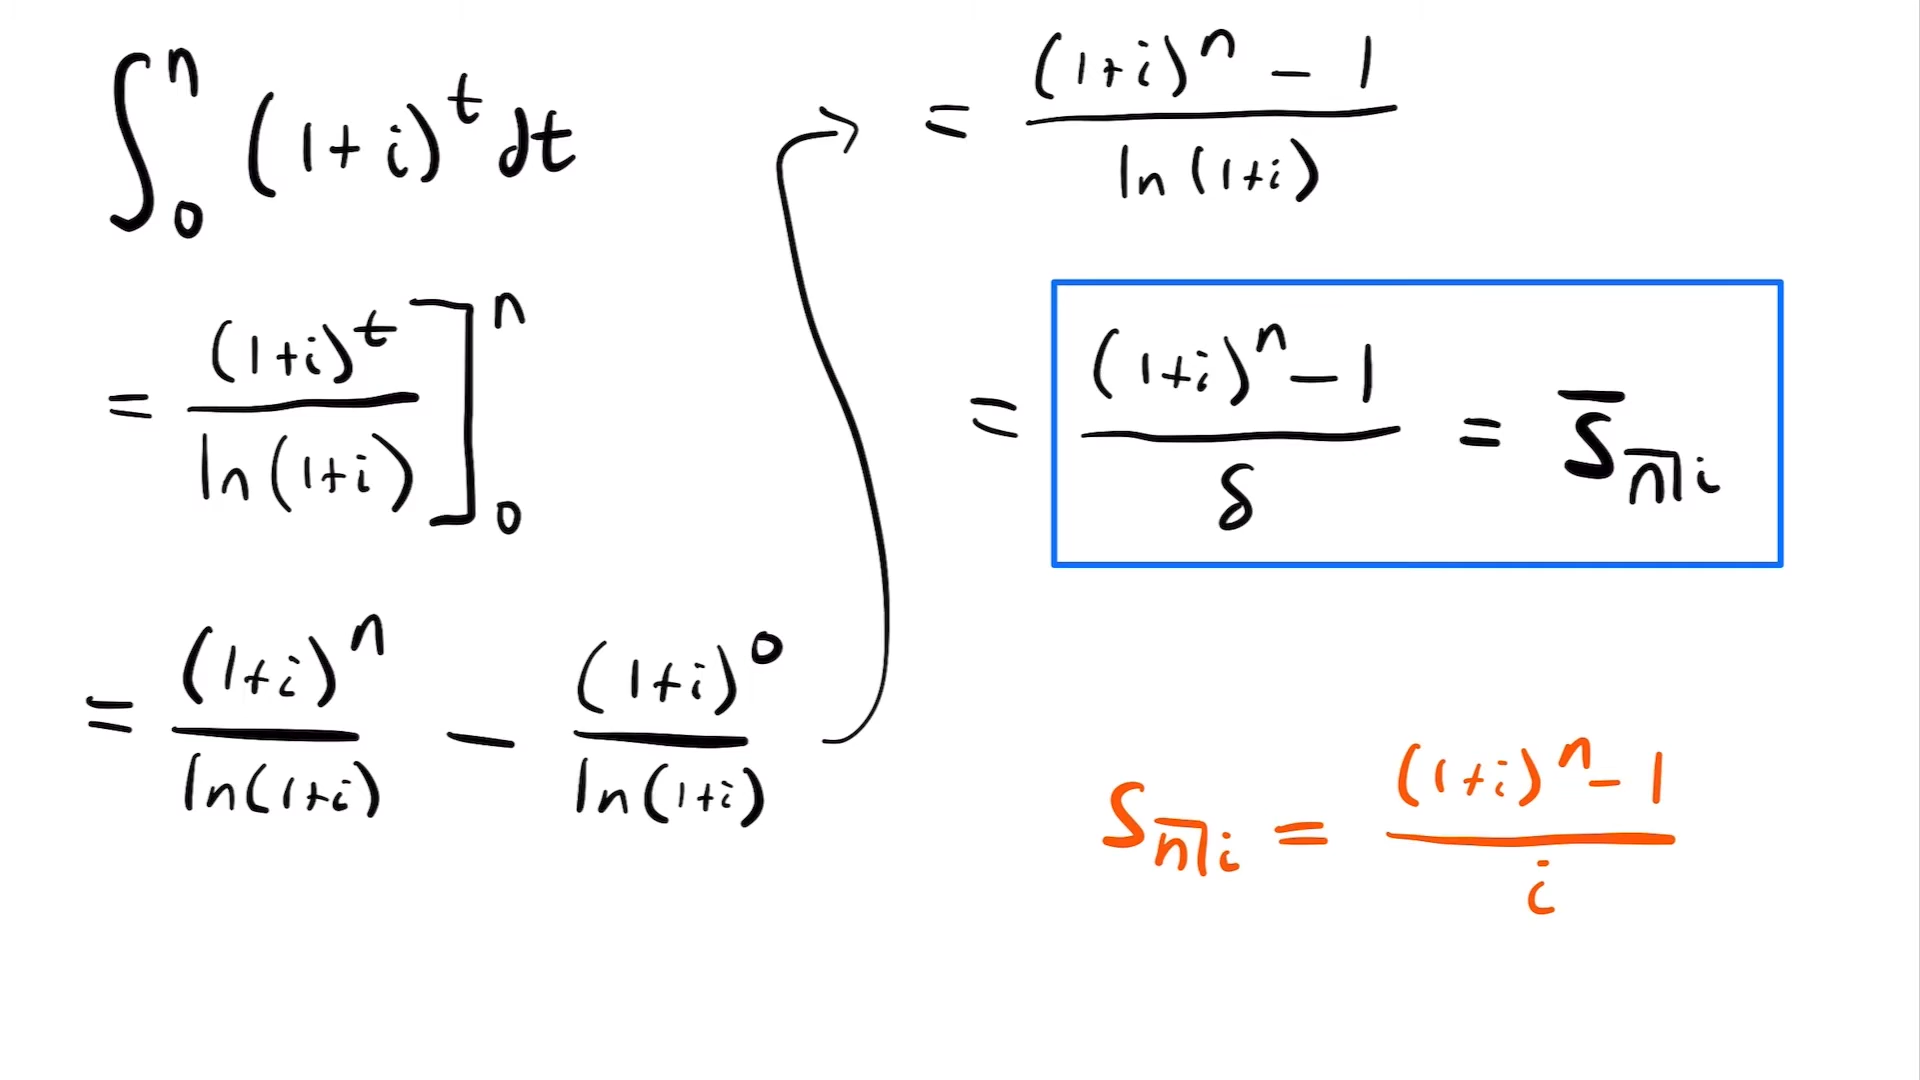 ∫₀ⁿ (1+i)^t dt
= (1+i)^t / ln(1+i) ]₀ⁿ
= (1+i)^n / ln(1+i) − (1+i)^0 / ln(1+i)
= ((1+i)^n − 1) / ln(1+i)
= ((1+i)^n − 1) / δ = s̄_{n̅|i}
s_{n̅|i} = ((1+i)^n − 1) / i